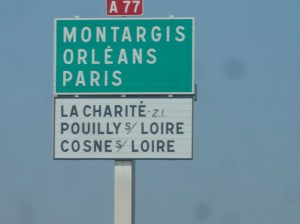 A 77
MONTARGIS
ORLÉANS
PARIS
LA CHARITÉ-Z.I.
POUILLY S/ LOIRE
COSNE S/ LOIRE